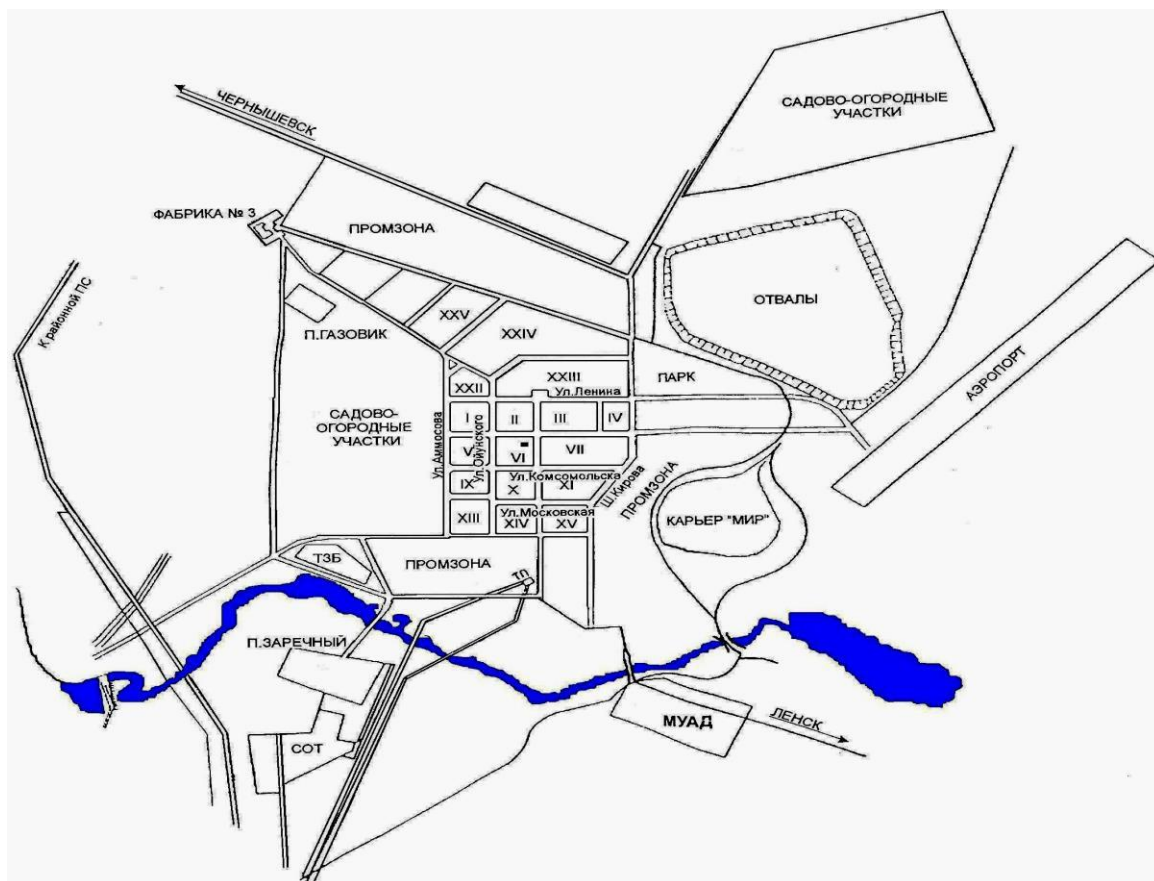 САДОВО-ОГОРОДНЫЕ
УЧАСТКИ
ЧЕРНЫШЕВСК
ФАБРИКА № 3
ПРОМЗОНА
К районной ПС
ОТВАЛЫ
П.ГАЗОВИК
XXV
XXIV
АЭРОПОРТ
XXII
XXIII
ПАРК
Ул.Ленина
САДОВО-
ОГОРОДНЫЕ
УЧАСТКИ
Ул.Аммосова
I
Ул.Ойунского
II
III
IV
V
VI
VII
Ул.Комсомольска
IX
X
XI
Ш.Кирова
ПРОМЗОНА
Ул.Московская
XIII
XIV
XV
КАРЬЕР "МИР"
ТЗБ
ПРОМЗОНА
ТП
П.ЗАРЕЧНЫЙ
МУАД
ЛЕНСК
СОТ